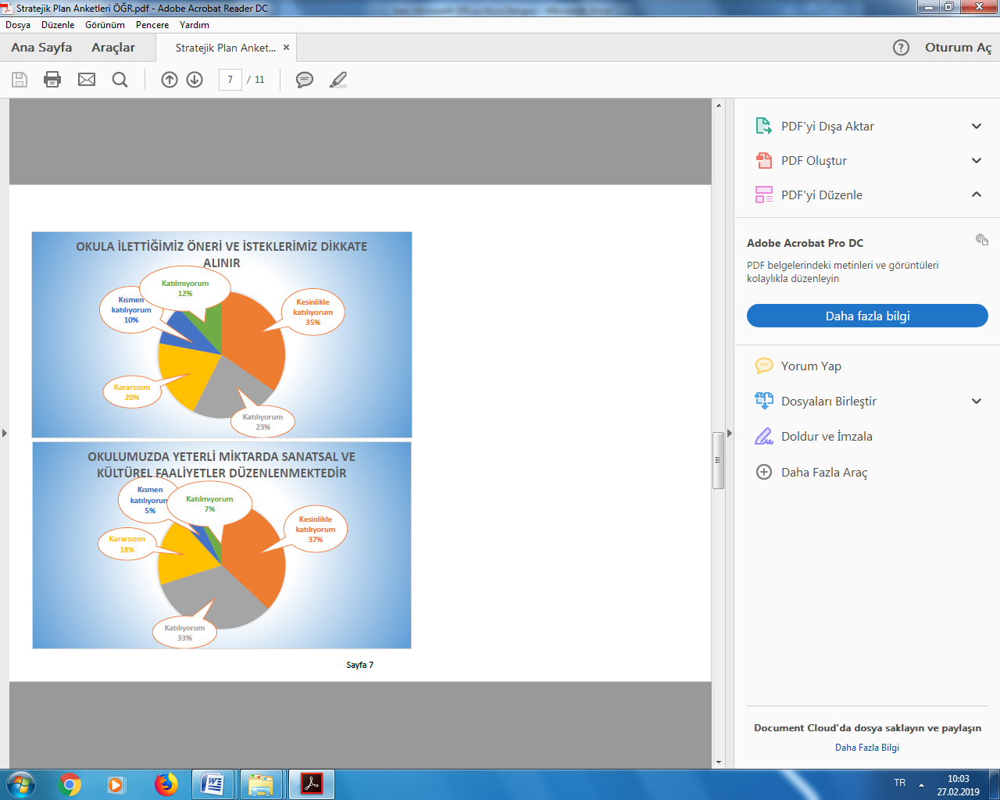 Stratejik Plan Anketleri ÖĞR.pdf - Adobe Acrobat Reader DC
Dosya Düzenle Görünüm Pencere Yardım
Ana Sayfa Araçlar Stratejik Plan Anket... × Oturum Aç
7 / 11
OKULA İLETTİĞİMİZ ÖNERİ VE İSTEKLERİMİZ DİKKATE
ALINIR
Katılmıyorum
12%
Kısmen
katılıyorum
10%
Kesinlikle
katılıyorum
35%
Kararsızım
20%
Katılıyorum
23%
OKULUMUZDA YETERLİ MİKTARDA SANATSAL VE
KÜLTÜREL FAALİYETLER DÜZENLENMEKTEDİR
Kısmen
katılıyorum
5%
Katılmıyorum
7%
Kesinlikle
katılıyorum
37%
Kararsızım
18%
Katılıyorum
33%
Sayfa 7
PDF'yi Dışa Aktar
PDF Oluştur
PDF'yi Düzenle
Adobe Acrobat Pro DC
PDF belgelerindeki metinleri ve görüntüleri
kolaylıkla düzenleyin
Daha fazla bilgi
Yorum Yap
Dosyaları Birleştir
Doldur ve İmzala
Daha Fazla Araç
Document Cloud'da dosya saklayın ve paylaşın
Daha Fazla Bilgi
TR
10:03
27.02.2019